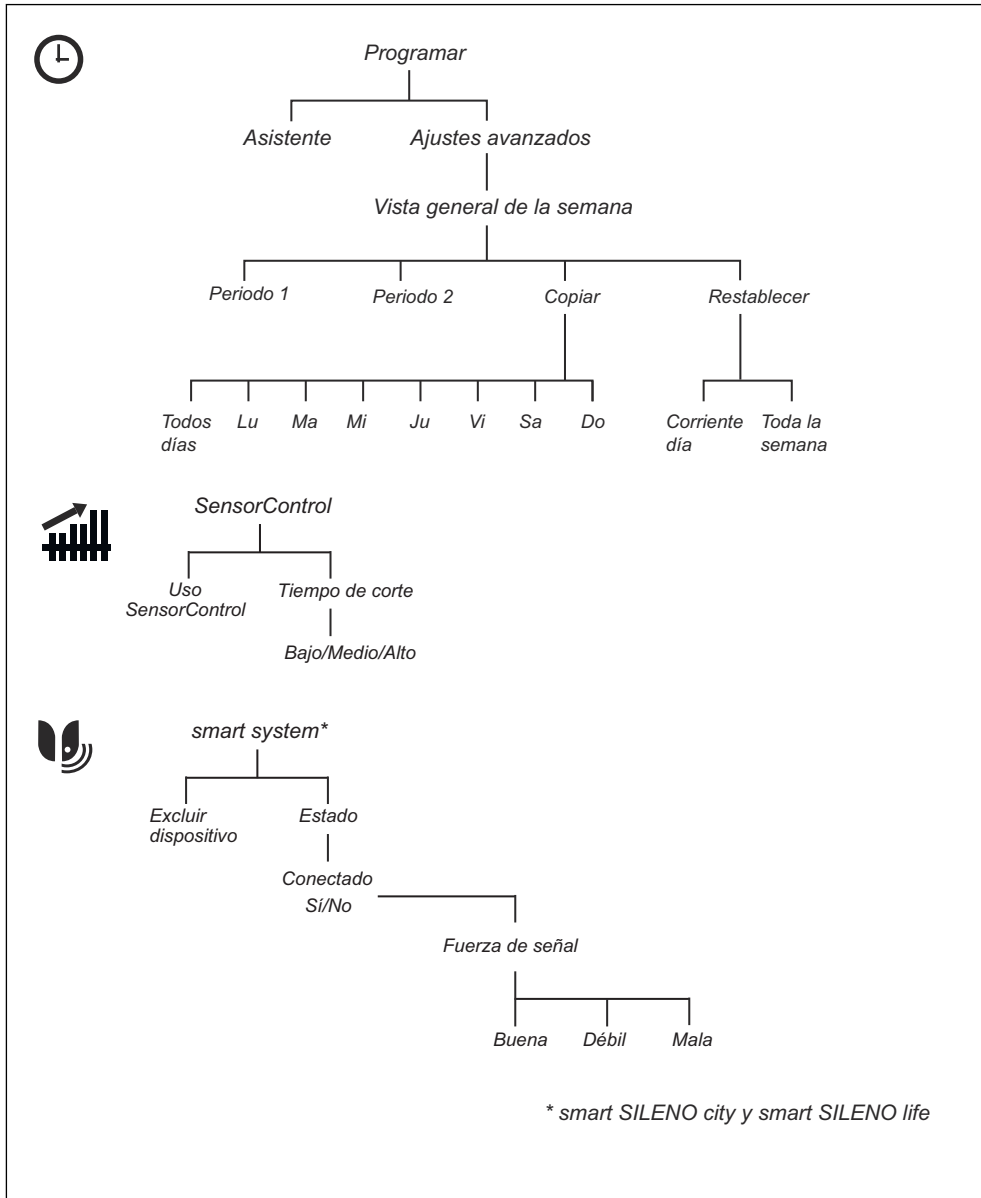 Programar
Asistente Ajustes avanzados
Vista general de la semana
Periodo 1 Periodo 2 Copiar Restablecer
Todos días Lu Ma Mi Ju Vi Sa Do Corriente día Toda la semana
SensorControl
Uso SensorControl Tiempo de corte
Bajo/Medio/Alto
smart system*
Excluir dispositivo Estado
Conectado
Sí/No
Fuerza de señal
Buena Débil Mala
* smart SILENO city y smart SILENO life